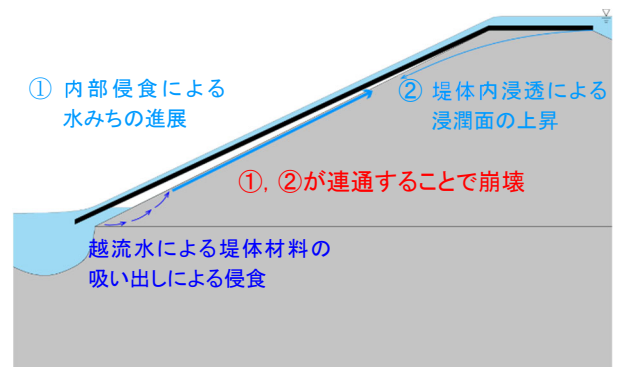 ① 内部侵食による
水みちの進展
② 堤体内浸透による
浸潤面の上昇
①, ②が連通することで崩壊
越流水による堤体材料の
吸い出しによる侵食